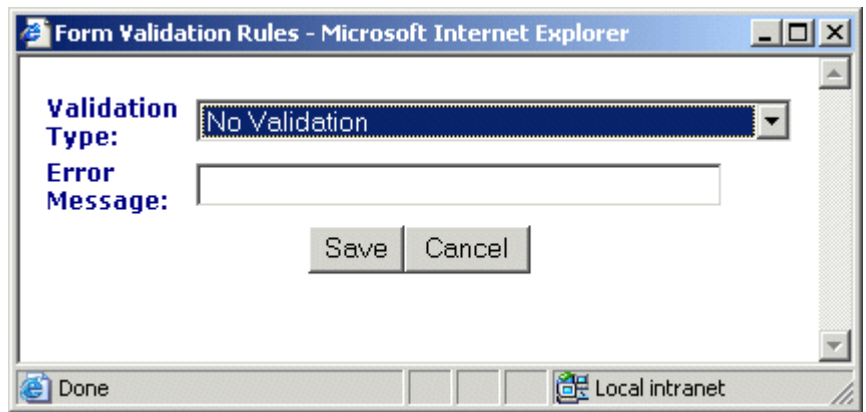 Form Validation Rules - Microsoft Internet Explorer
Validation
Type:
No Validation
Error
Message:
Save Cancel
Done Local intranet